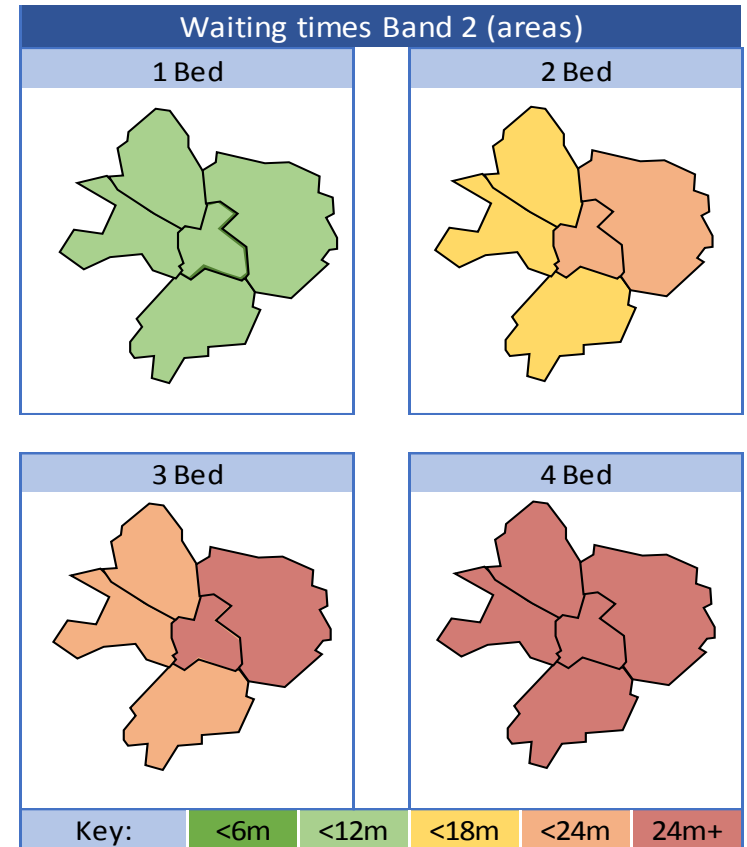 Waiting times Band 2 (areas)
1 Bed
2 Bed
3 Bed
4 Bed
Key: <6m <12m <18m <24m 24m+